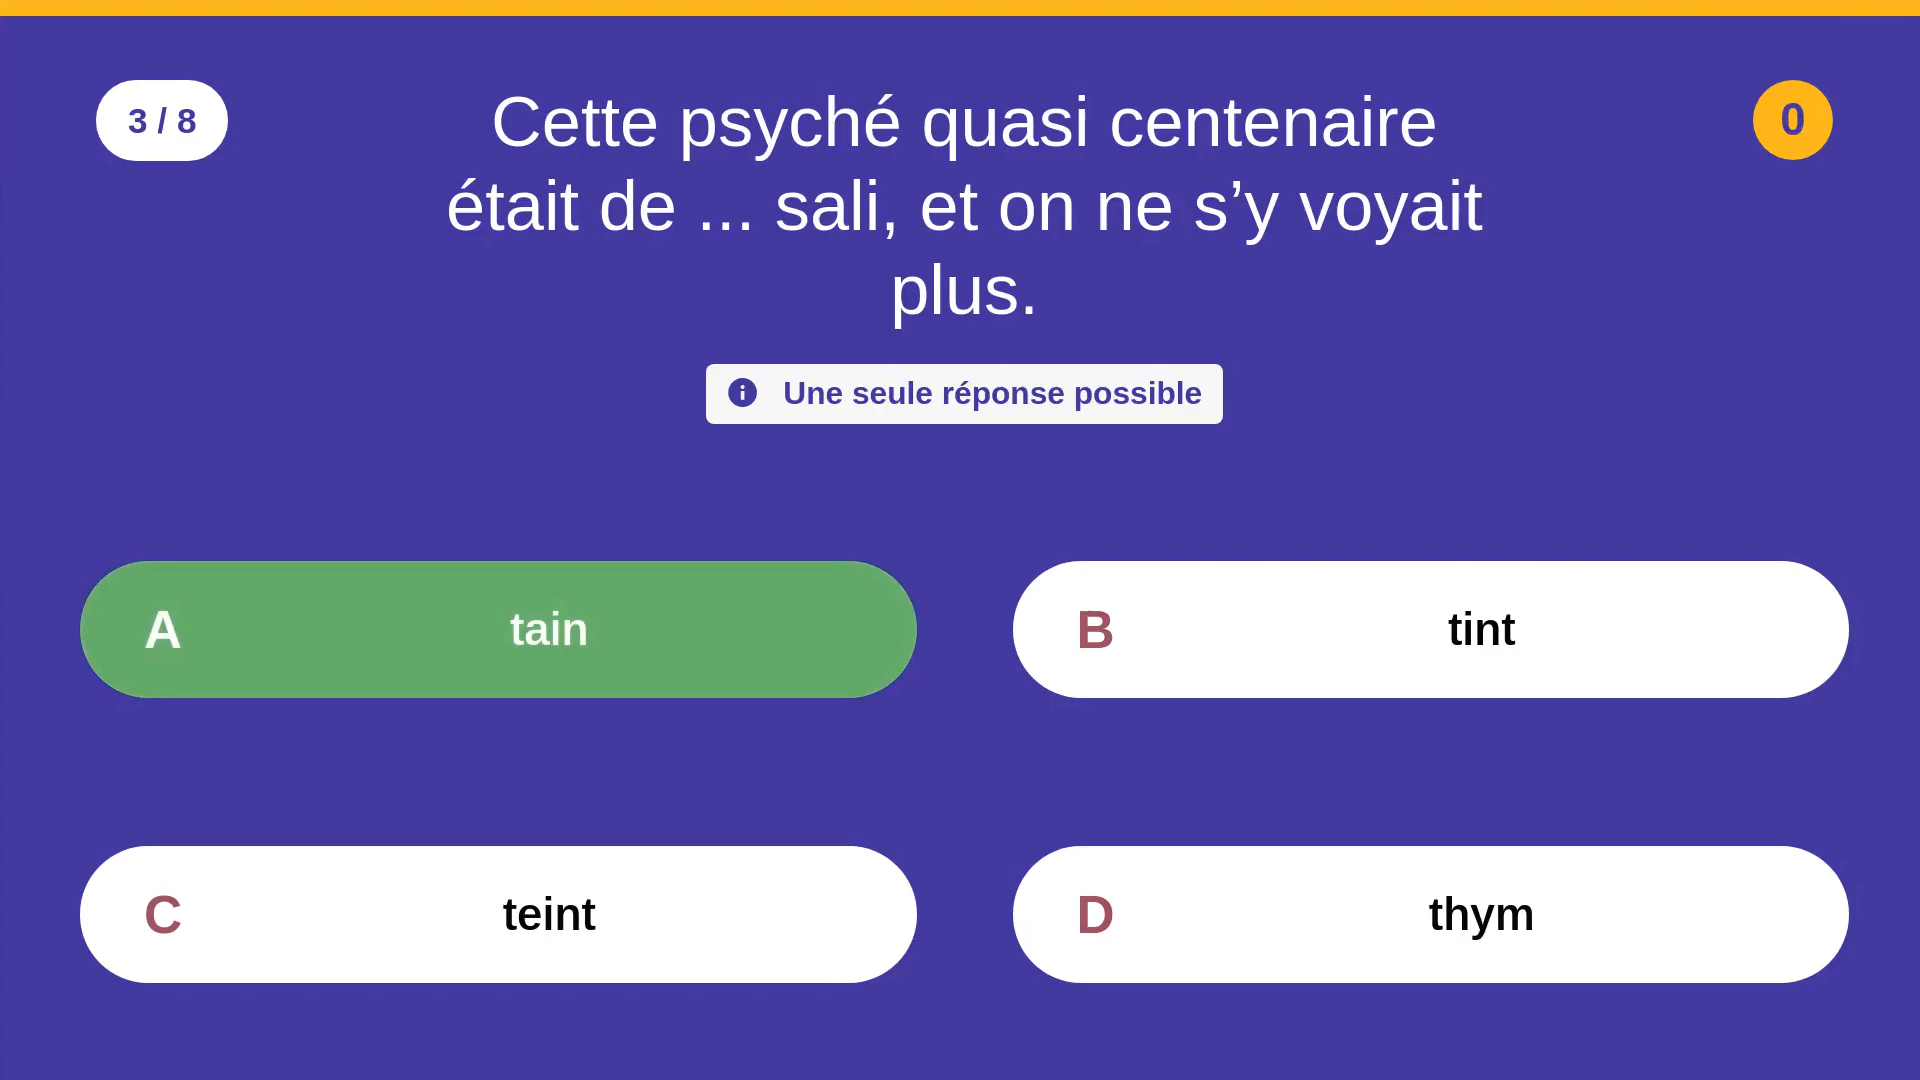 3 / 8
Cette psyché quasi centenaire
était de ... sali, et on ne s’y voyait
plus.
0
Une seule réponse possible
A tain
B tint
C teint
D thym